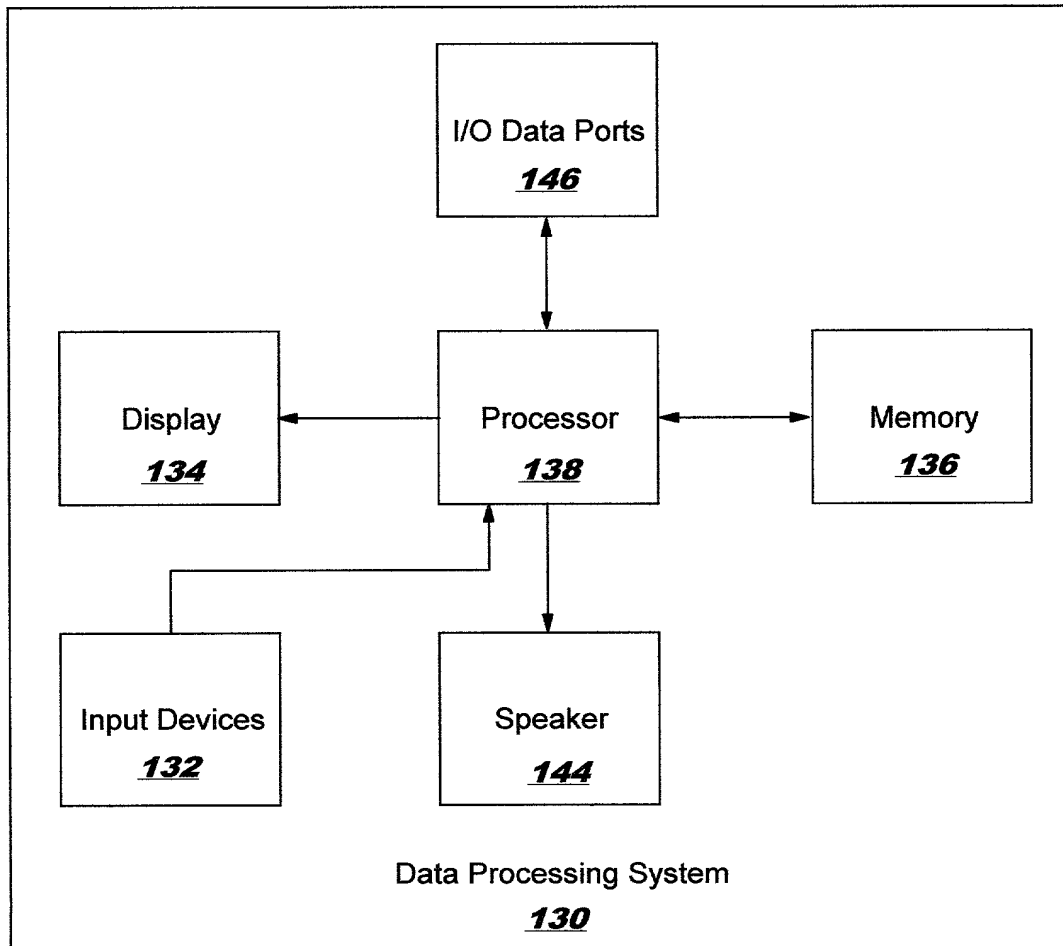 I/O Data Ports
146
Display
134
Processor
138
Memory
136
Input Devices
132
Speaker
144
Data Processing System
130